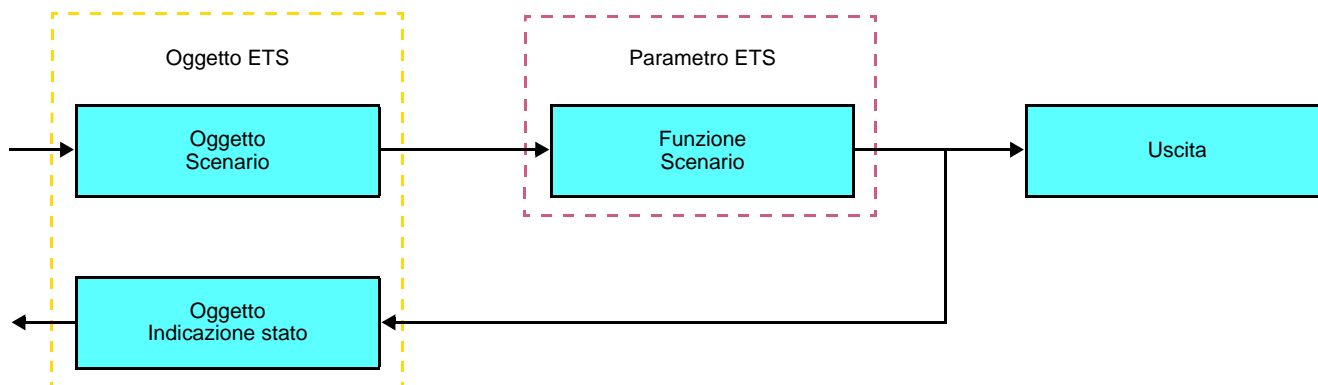 Oggetto ETS
Parametro ETS
Oggetto
Scenario
Funzione
Scenario
Uscita
Oggetto
Indicazione stato